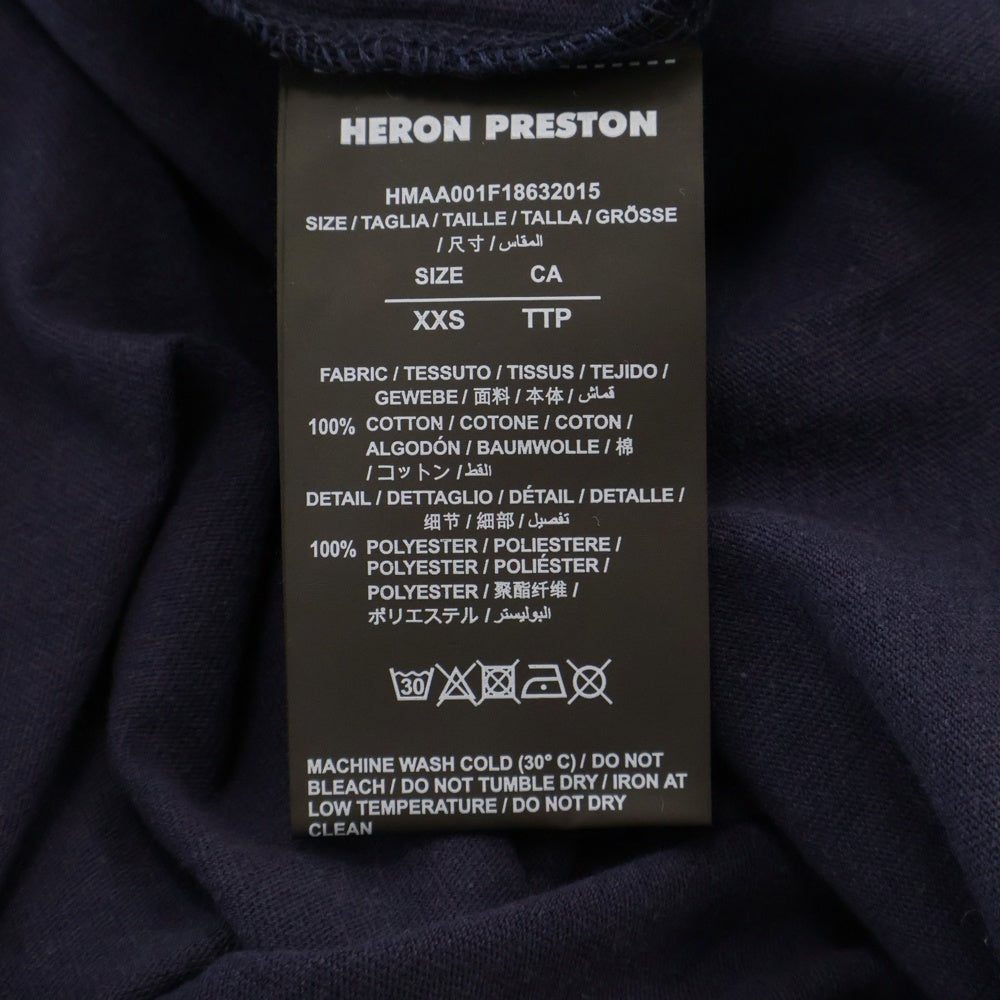 HERON PRESTON
HMAA001F18632015
SIZE / TAGLIA / TAILLE / TALLA / GRÖSSE
/ 尺寸 / المقاس
SIZE CA
XXS TTP
FABRIC / TESSUTO / TISSUS / TEJIDO /
GEWEBE / 面料 / 本体 / قماش
100% COTTON / COTONE / COTON /
ALGODÓN / BAUMWOLLE / 棉
/ コットン / القط
DETAIL / DETTAGLIO / DÉTAIL / DETALLE /
细节 / 細部 / تفصيل
100% POLYESTER / POLIESTERE /
POLYESTER / POLIÉSTER /
POLYESTER / 聚酯纤维 /
ポリエステル / البوليستر
30
MACHINE WASH COLD (30° C) / DO NOT
BLEACH / DO NOT TUMBLE DRY / IRON AT
LOW TEMPERATURE / DO NOT DRY
CLEAN